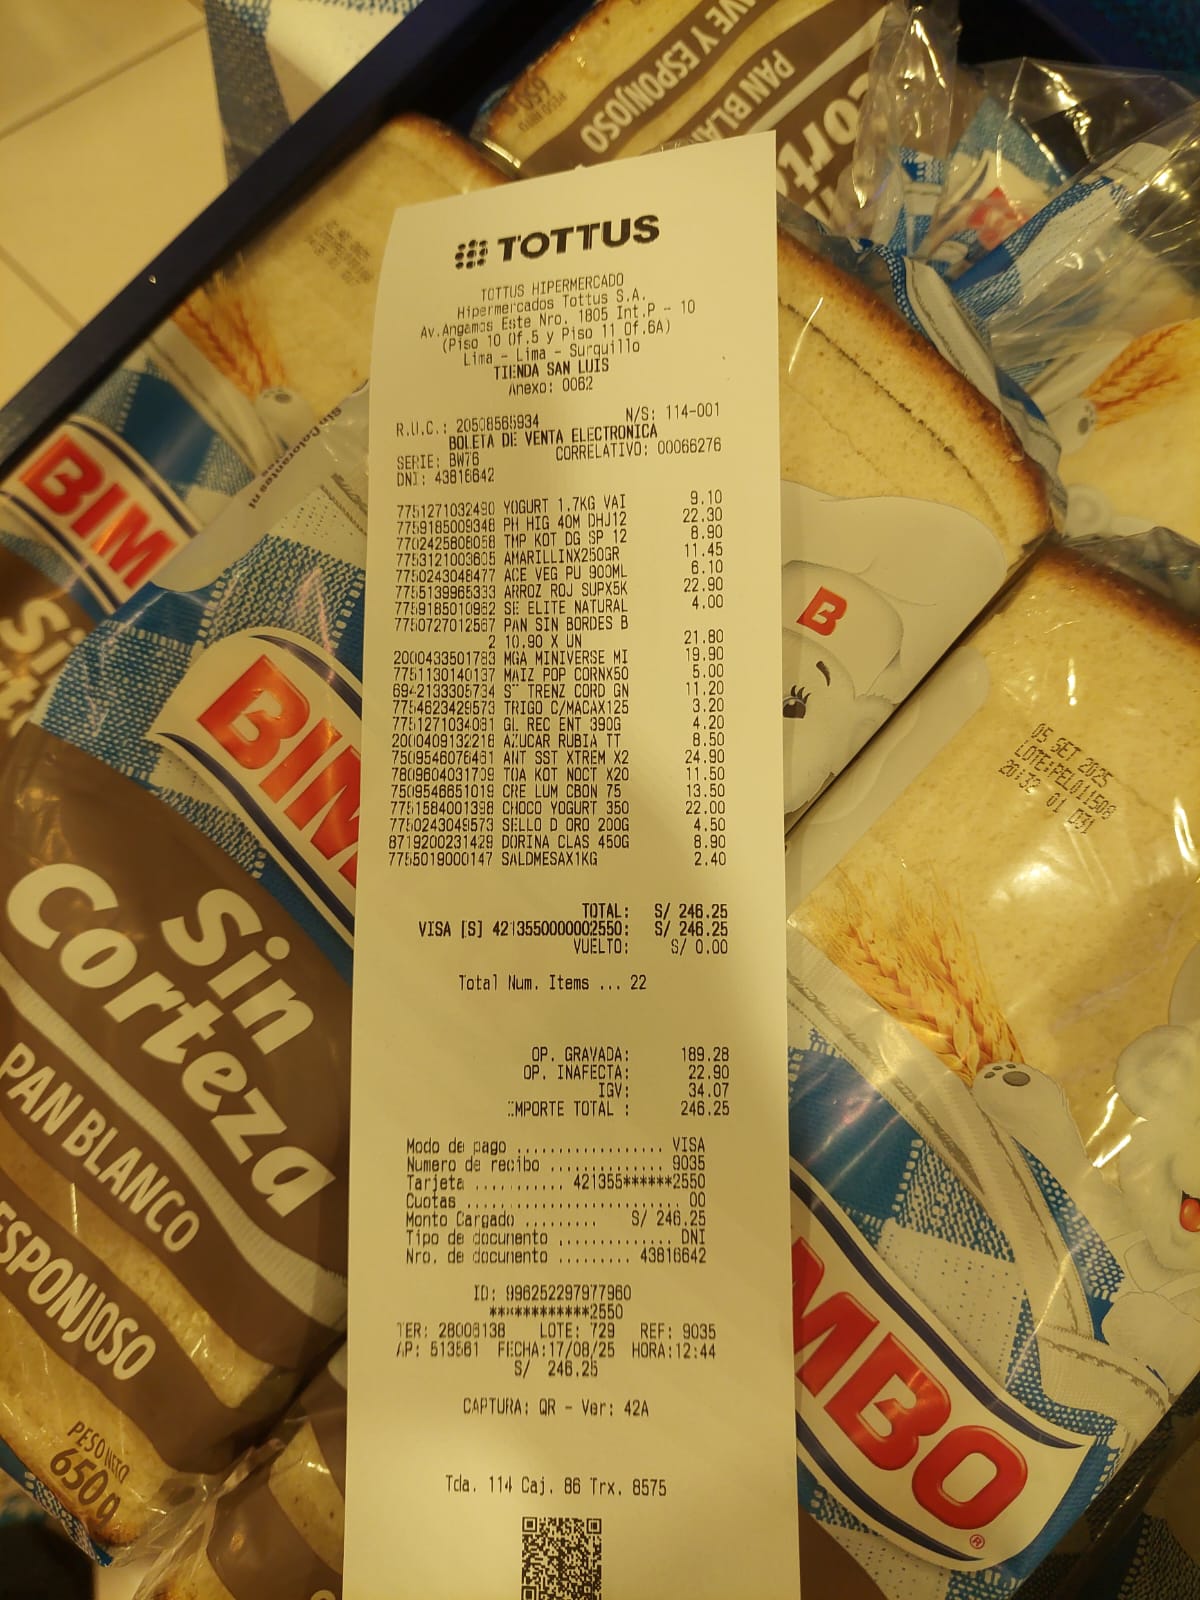 AVE Y ESPONJOSO
PAN BLA
PESO NETO
650
TOTTUS
TOTTUS HIPERMERCADO
Hipermercados Tottus S.A.
Av.Angamos Este Nro. 1805 Int.P - 10
(Piso 10 Of.5 y Piso 11 Of.6A)
Lima - Lima - Surquillo
TIENDA SAN LUIS
Anexo: 0062
R.U.C.: 20508565934 N/S: 114-001
BOLETA DE VENTA ELECTRONICA
SERIE: BW76 CORRELATIVO: 00066276
DNI: 43816642
7751271032490 YOGURT 1.7KG VAI 9.10
7759185009348 PH HIG 40M DHJ12 22.30
7702425808058 TMP KOT DG SP 12 8.90
7753121003605 AMARILLINX250GR 11.45
7750243048477 ACE VEG PU 900ML 6.10
7755139965333 ARROZ ROJ SUPX5K 22.90
7759185010962 SE ELITE NATURAL 4.00
7750727012567 PAN SIN BORDES B
2 10.90 X UN 21.80
2000433501783 MGA MINIVERSE MI 19.90
7751130140137 MAIZ POP CORNX50 5.00
6942133305734 ST TRENZ CORD GN 11.20
7754623429573 TRIGO C/MACAX125 3.20
7751271034081 GL REC ENT 390G 4.20
2000409132218 AZUCAR RUBIA TT 8.50
7509546076461 ANT SST XTREM X2 24.90
7809604031709 TOA KOT NOCT X20 11.50
7509546651019 CRE LUM CBON 75 13.50
7751584001398 CHOCO YOGURT 350 22.00
7750243049573 SELLO D ORO 200G 4.50
8719200231429 DORINA CLAS 450G 8.90
7755019000147 SALDMESAX1KG 2.40
TOTAL: S/ 246.25
VISA [S] 4213550000002550: S/ 246.25
VUELTO: S/ 0.00
Total Num. Items ... 22
OP. GRAVADA: 189.28
OP. INAFECTA: 22.90
IGV: 34.07
IMPORTE TOTAL : 246.25
Modo de pago .................. VISA
Numero de recibo .............. 9035
Tarjeta ........... 421355******2550
Cuotas .......................... 00
Monto Cargado ......... S/ 246.25
Tipo de documento .............. DNI
Nro. de documento ......... 43816642
ID: 996252297977960
************2550
TER: 28006138 LOTE: 729 REF: 9035
AP: 513561 FECHA:17/08/25 HORA:12:44
S/ 246.25
CAPTURA: QR - Ver: 42A
Tda. 114 Caj. 86 Trx. 8575
BIM
BIM
Sin
Corteza
PAN BLANCO
ESPONJOSO
PESO NETO
650 g
B
05 SET 2025
LOTE:PEL011508
20:32 01 031
MBO
®